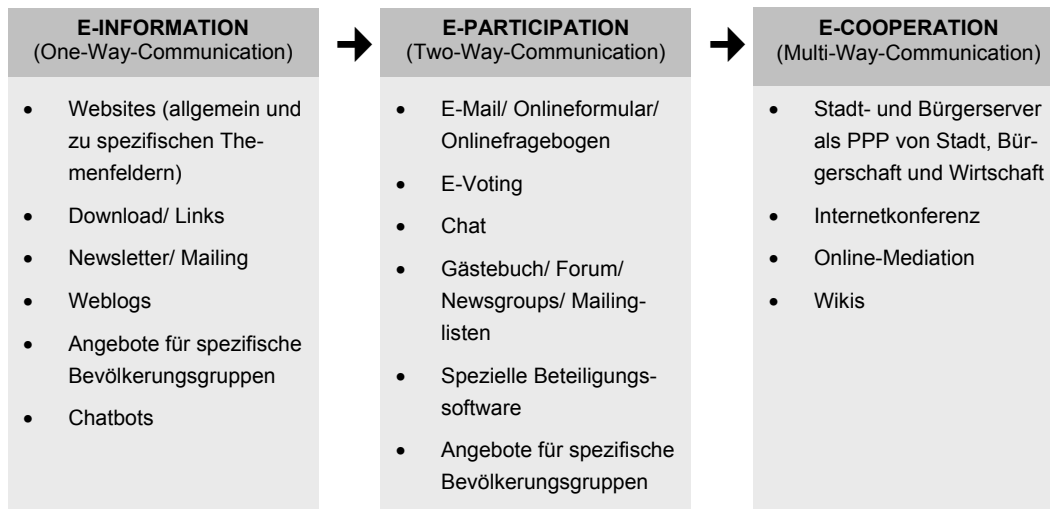 E-INFORMATION
(One-Way-Communication)
• Websites (allgemein und
zu spezifischen The-
menfeldern)
• Download/ Links
• Newsletter/ Mailing
• Weblogs
• Angebote für spezifische
Bevölkerungsgruppen
• Chatbots
E-PARTICIPATION
(Two-Way-Communication)
• E-Mail/ Onlineformular/
Onlinefragebogen
• E-Voting
• Chat
• Gästebuch/ Forum/
Newsgroups/ Mailing-
listen
• Spezielle Beteiligungs-
software
• Angebote für spezifische
Bevölkerungsgruppen
E-COOPERATION
(Multi-Way-Communication)
• Stadt- und Bürgerserver
als PPP von Stadt, Bür-
gerschaft und Wirtschaft
• Internetkonferenz
• Online-Mediation
• Wikis